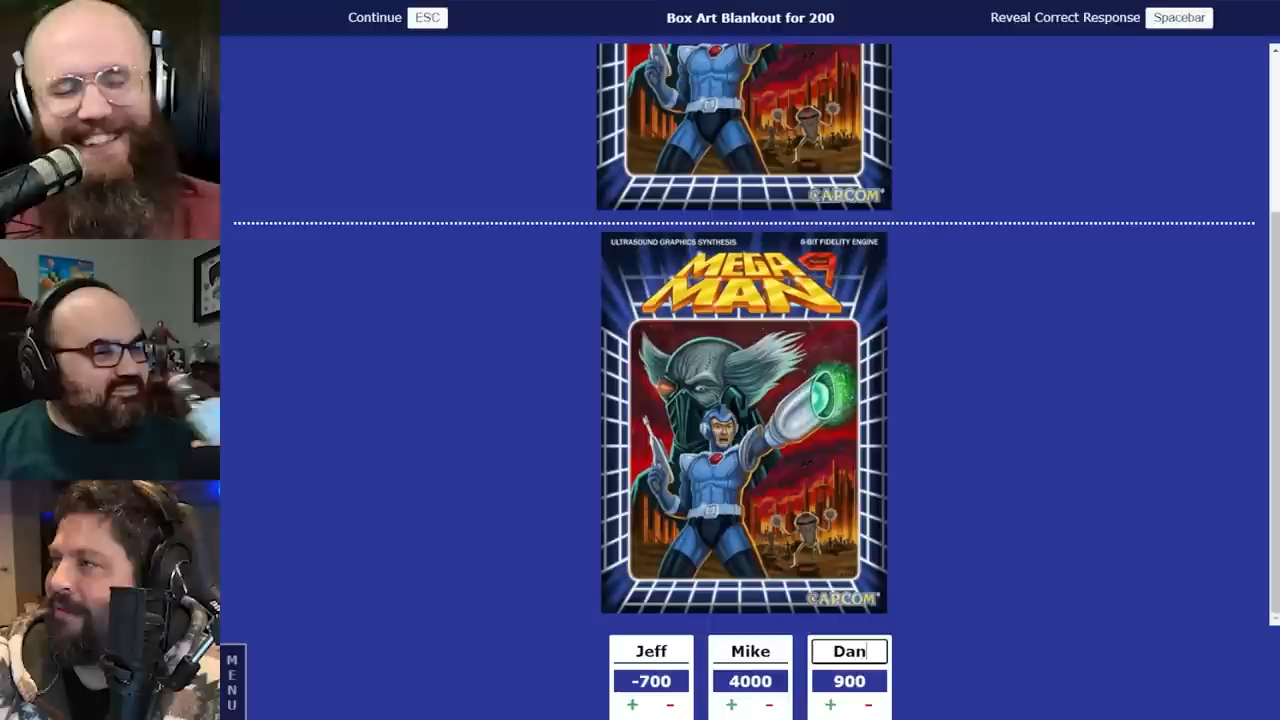 Continue ESC
Box Art Blankout for 200
Reveal Correct Response Spacebar
CAPCOM
ULTRASOUND GRAPHICS SYNTHESIS 8-BIT FIDELITY ENGINE
MEGA 9
MAN
CAPCOM
MENU
Jeff Mike Dan
-700 4000 900
+ - + - + -